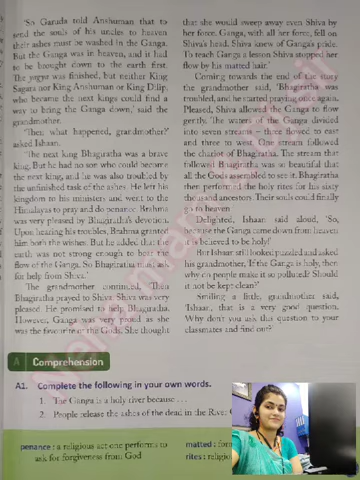 'So Garuda told Anshuman that to
send the souls of his uncles to heaven
their ashes must be washed in the Ganga.
But the Ganga was in heaven, and it had
to be brought down to the earth first.
The yagya was finished, but neither King
Sagara nor King Anshuman or King Dilip,
who became the next kings could find a
way to bring the Ganga down,' said the
grandmother.
'Then what happened, grandmother?'
asked Ishaan.
'The next king Bhagiratha was a brave
king. But he had no son who could become
the next king, and he was also troubled by
the unfinished task of the ashes. He left his
kingdom to his ministers and went to the
Himalayas to pray and do penance. Brahma
was very pleased by Bhagiratha's devotion.
Upon hearing his troubles, Brahma granted
him both the wishes. But he added that the
earth was not strong enough to bear the
flow of the Ganga. So Bhagiratha must ask
for help from Shiva.'
The grandmother continued, 'Then
Bhagiratha prayed to Shiva. Shiva was very
pleased. He promised to help Bhagiratha.
However, Ganga was very proud as she
was the favourite of the Gods. She thought
that she would sweep away even Shiva by
her force. Ganga, with all her force, fell on
Shiva's head. Shiva knew of Ganga's pride.
To teach Ganga a lesson Shiva stopped her
flow by his matted hair.'
Coming towards the end of the story
the grandmother said, 'Bhagiratha was
troubled, and he started praying once again.
Pleased, Shiva allowed the Ganga to flow
gently. The waters of the Ganga divided
into seven streams – three flowed to east
and three to west. One stream followed
the chariot of Bhagiratha. The stream that
followed Bhagiratha was so beautiful that
all the Gods assembled to see it. Bhagiratha
then performed the holy rites for his sixty
thousand ancestors. Their souls could finally
go to heaven.'
Delighted, Ishaan said aloud, 'So,
because the Ganga came down from heaven
it is believed to be holy!'
But Ishaan still looked puzzled and asked
his grandmother, 'If the Ganga is holy, then
why do people make it so polluted? Should
it not be kept clean?'
Smiling a little, grandmother said,
'Ishaan, that is a very good question.
Why don't you ask this question to your
classmates and find out?'
A Comprehension
A1. Complete the following in your own words.
1. The Ganga is a holy river because ...
2. People release the ashes of the dead in the River
penance : a religious act one performs to
ask for forgiveness from God
matted :
rites :